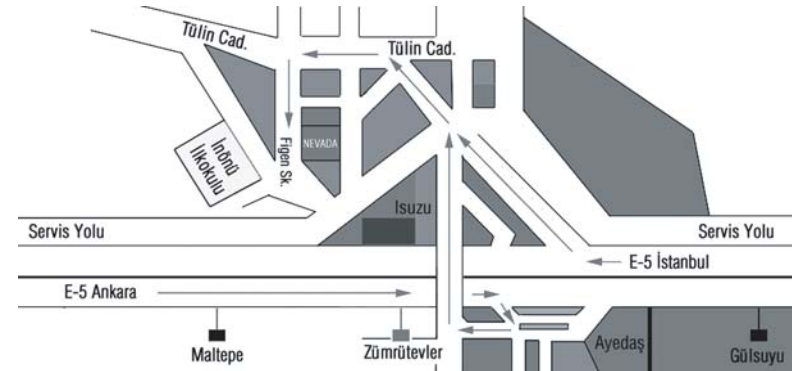 Tülin Cad.
Tülin Cad.
Figen Sk.
NEVADA
İnönü
İlkokulu
Isuzu
Servis Yolu
Servis Yolu
E-5 İstanbul
E-5 Ankara
Maltepe
Zümrütevler
Ayedaş
Gülsuyu